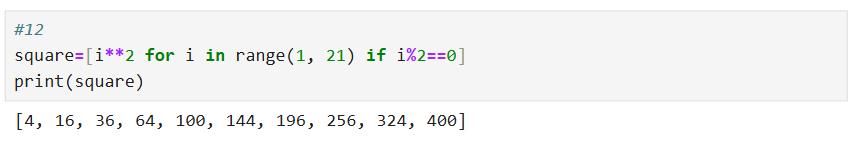 #12
square=[i**2 for i in range(1, 21) if i%2==0]
print(square)
[4, 16, 36, 64, 100, 144, 196, 256, 324, 400]